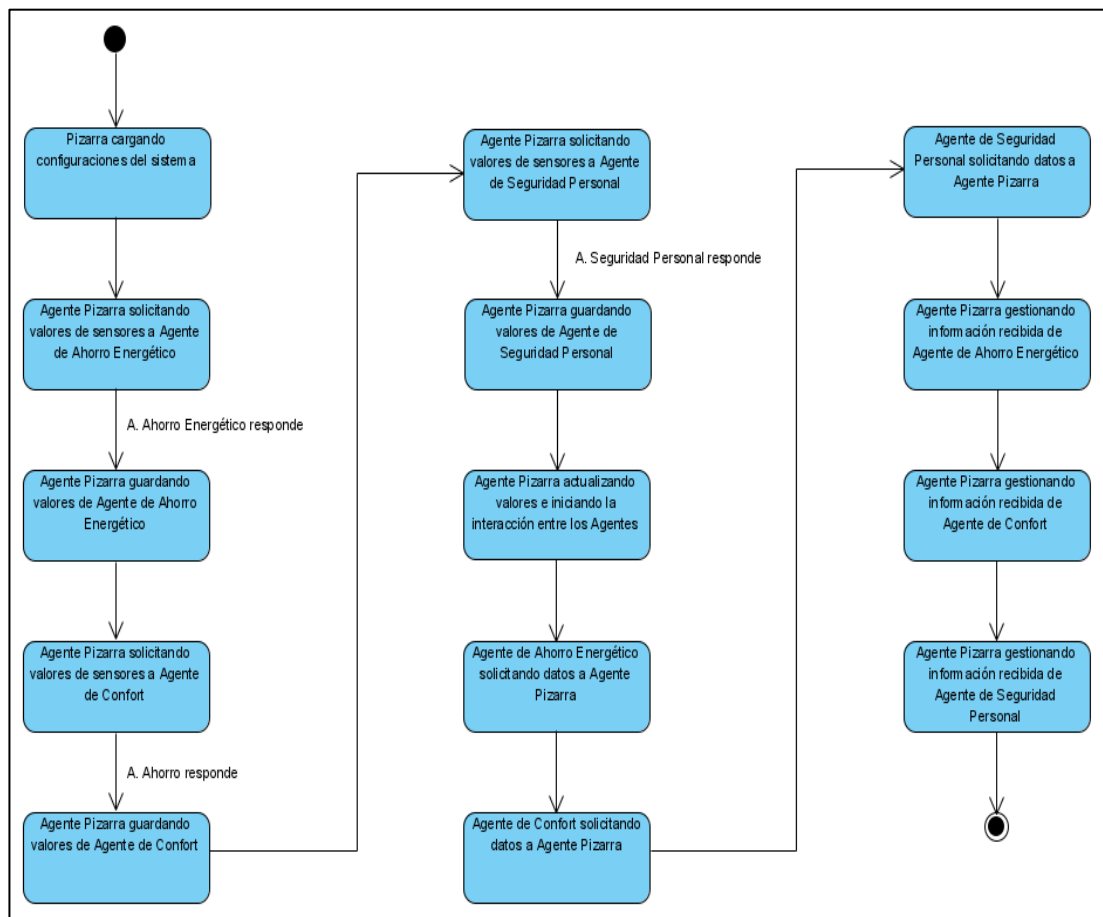 Pizarra cargando
configuraciones del sistema
Agente Pizarra solicitando
valores de sensores a Agente
de Ahorro Energético
A. Ahorro Energético responde
Agente Pizarra guardando
valores de Agente de Ahorro
Energético
Agente Pizarra solicitando
valores de sensores a Agente
de Confort
A. Ahorro responde
Agente Pizarra guardando
valores de Agente de Confort
Agente Pizarra solicitando
valores de sensores a Agente
de Seguridad Personal
A. Seguridad Personal responde
Agente Pizarra guardando
valores de Agente de
Seguridad Personal
Agente Pizarra actualizando
valores e iniciando la
interacción entre los Agentes
Agente de Ahorro Energético
solicitando datos a Agente
Pizarra
Agente de Confort solicitando
datos a Agente Pizarra
Agente de Seguridad
Personal solicitando datos a
Agente Pizarra
Agente Pizarra gestionando
información recibida de
Agente de Ahorro Energético
Agente Pizarra gestionando
información recibida de
Agente de Confort
Agente Pizarra gestionando
información recibida de
Agente de Seguridad
Personal